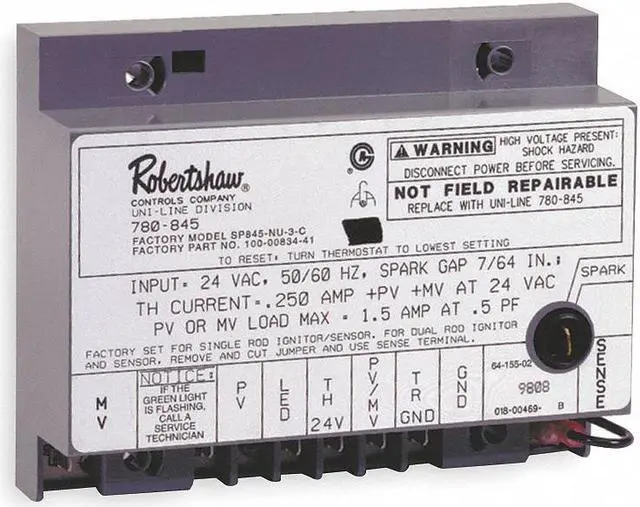 Robertshaw®
CONTROLS COMPANY
UNI-LINE DIVISION
780-845
FACTORY MODEL SP845-NU-3-C
FACTORY PART NO. 100-00834-41
WARNING HIGH VOLTAGE PRESENT:
SHOCK HAZARD
DISCONNECT POWER BEFORE SERVICING.
NOT FIELD REPAIRABLE
REPLACE WITH UNI-LINE 780-845
TO RESET: TURN THERMOSTAT TO LOWEST SETTING
INPUT: 24 VAC, 50/60 HZ, SPARK GAP 7/64 IN.:
TH CURRENT=.250 AMP +PV +MV AT 24 VAC
PV OR MV LOAD MAX = 1.5 AMP AT .5 PF
SPARK
FACTORY SET FOR SINGLE ROD IGNITOR/SENSOR. FOR DUAL ROD IGNITOR
AND SENSOR, REMOVE AND CUT JUMPER AND USE SENSE TERMINAL.
MV
NOTICE:
IF THE
GREEN LIGHT
IS FLASHING,
CALL A
SERVICE
TECHNICIAN
PV
LED
TH
24V
PV/MV
TR
GND
GND
64-155-02
9808
018-00469- B
SENSE